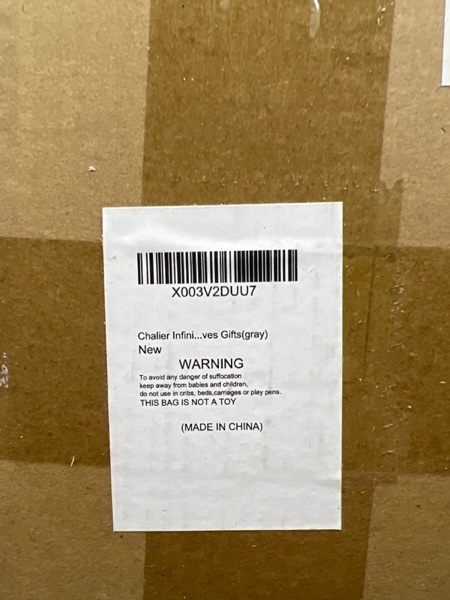 X003V2DUU7
Chalier Infini...ves Gifts(gray)
New
WARNING
To avoid any danger of suffocation
keep away from babies and children,
do not use in cribs, beds,carriages or play pens.
THIS BAG IS NOT A TOY
(MADE IN CHINA)